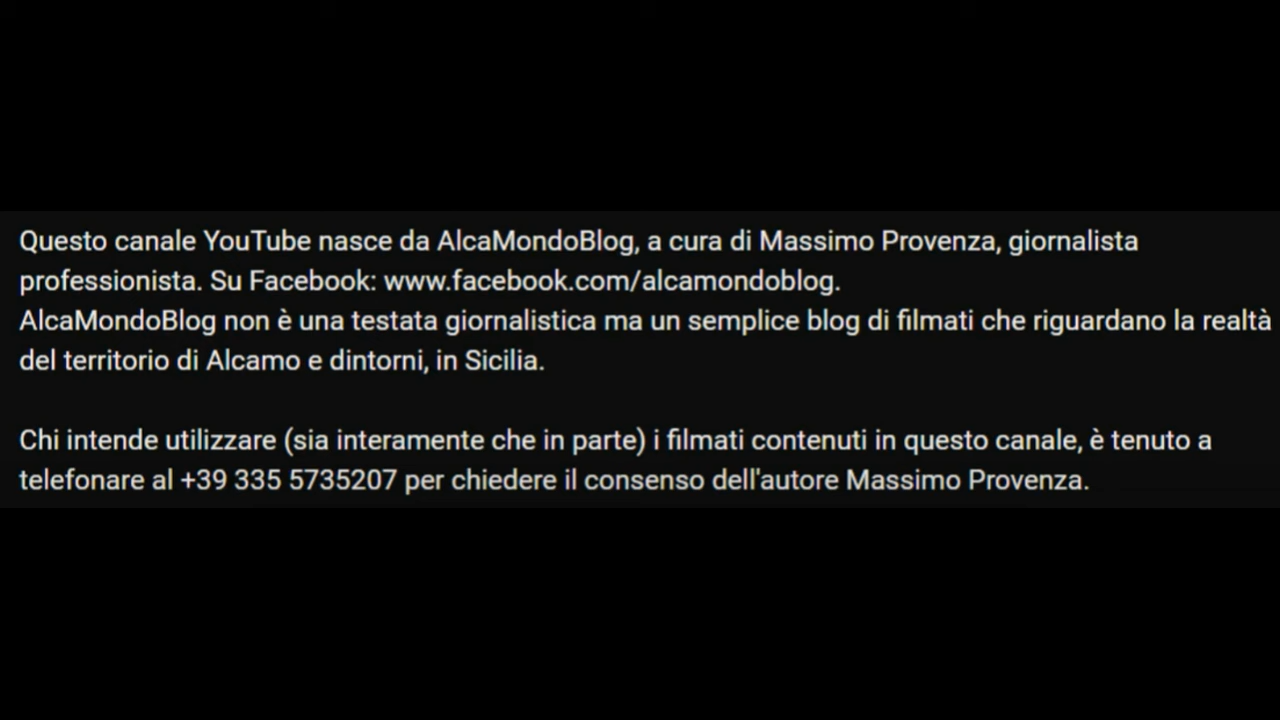 Questo canale YouTube nasce da AlcaMondoBlog, a cura di Massimo Provenza, giornalista
professionista. Su Facebook: www.facebook.com/alcamondoblog.
AlcaMondoBlog non è una testata giornalistica ma un semplice blog di filmati che riguardano la realtà
del territorio di Alcamo e dintorni, in Sicilia.
Chi intende utilizzare (sia interamente che in parte) i filmati contenuti in questo canale, è tenuto a
telefonare al +39 335 5735207 per chiedere il consenso dell'autore Massimo Provenza.